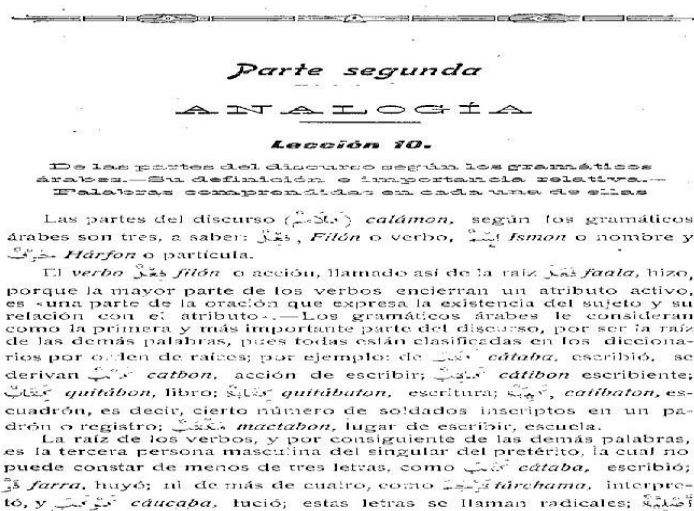 Parte segunda
ANALOGÍA
Lección 10.
De las partes del discurso según los gramáticos
árabes.—Su definición e importancia relativa.—
Palabras comprendidas en cada una de ellas
Las partes del discurso (كَلَامٌ) calámon, según los gramáticos
árabes son tres, a saber: فِعْلٌ, Filón o verbo, إِسْمٌ Ismon o nombre y
حَرْفٌ Hárfon o partícula.
El verbo فِعْلٌ filón o acción, llamado así de la raíz فَعَلَ faala, hizo,
porque la mayor parte de los verbos encierran un atributo activo,
es «una parte de la oración que expresa la existencia del sujeto y su
relación con el atributo».—Los gramáticos árabes le consideran
como la primera y más importante parte del discurso, por ser la raíz
de las demás palabras, pues todas están clasificadas en los dicciona-
rios por orden de raíces; por ejemplo: de كَتَبَ cátaba, escribió, se
derivan كَتْبٌ catbon, acción de escribir; كَاتِبٌ cátibon escribiente;
كِتَابٌ quitábon, libro; كِتَابَةٌ quitábaton, escritura; كَتِيبَةٌ, catibaton, es-
cuadrón, es decir, cierto número de soldados inscriptos en un pa-
drón o registro; مَكْتَبٌ mactabon, lugar de escribir, escuela.
La raíz de los verbos, y por consiguiente de las demás palabras,
es la tercera persona masculina del singular del pretérito, la cual no
puede constar de menos de tres letras, como كَتَبَ cátaba, escribió;
فَرَّ farra, huyó; ni de más de cuatro, como تَرْجَمَ tárchama, interpre-
tó, y كَوْكَبَ cáucaba, lució; estas letras se llaman radicales; أَصْلِيَّةٌ